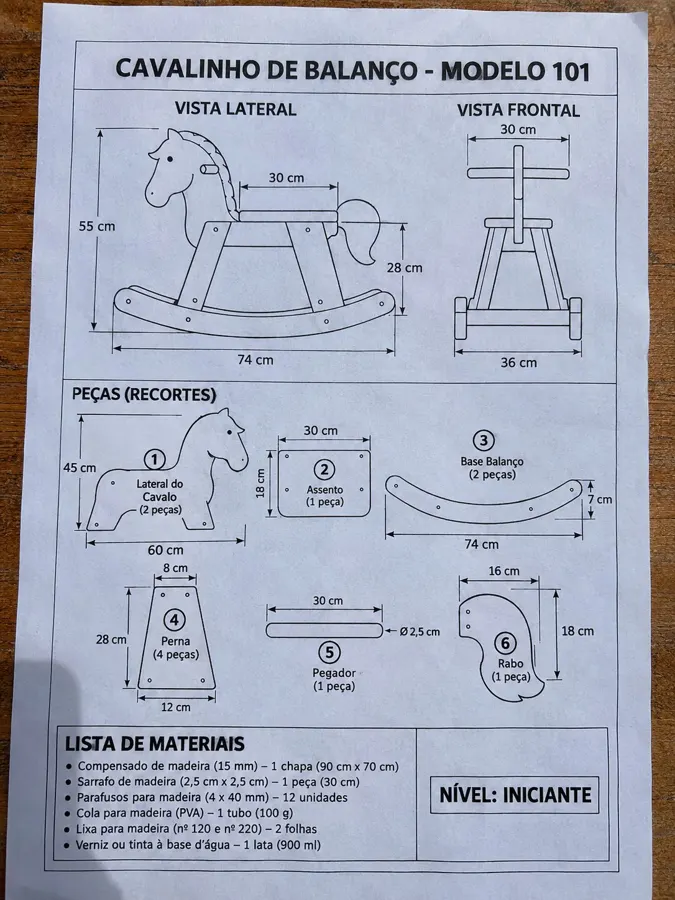 CAVALINHO DE BALANÇO - MODELO 101
VISTA LATERAL
VISTA FRONTAL
30 cm
30 cm
55 cm
28 cm
74 cm
36 cm
PEÇAS (RECORTES)
45 cm
1
Lateral do
Cavalo
(2 peças)
60 cm
30 cm
18 cm
2
Assento
(1 peça)
3
Base Balanço
(2 peças)
7 cm
74 cm
8 cm
28 cm
4
Perna
(4 peças)
12 cm
30 cm
Ø 2,5 cm
5
Pegador
(1 peça)
16 cm
18 cm
6
Rabo
(1 peça)
LISTA DE MATERIAIS
• Compensado de madeira (15 mm) – 1 chapa (90 cm x 70 cm)
• Sarrafo de madeira (2,5 cm x 2,5 cm) – 1 peça (30 cm)
• Parafusos para madeira (4 x 40 mm) – 12 unidades
• Cola para madeira (PVA) – 1 tubo (100 g)
• Lixa para madeira (nº 120 e nº 220) – 2 folhas
• Verniz ou tinta à base d'água – 1 lata (900 ml)
NÍVEL: INICIANTE